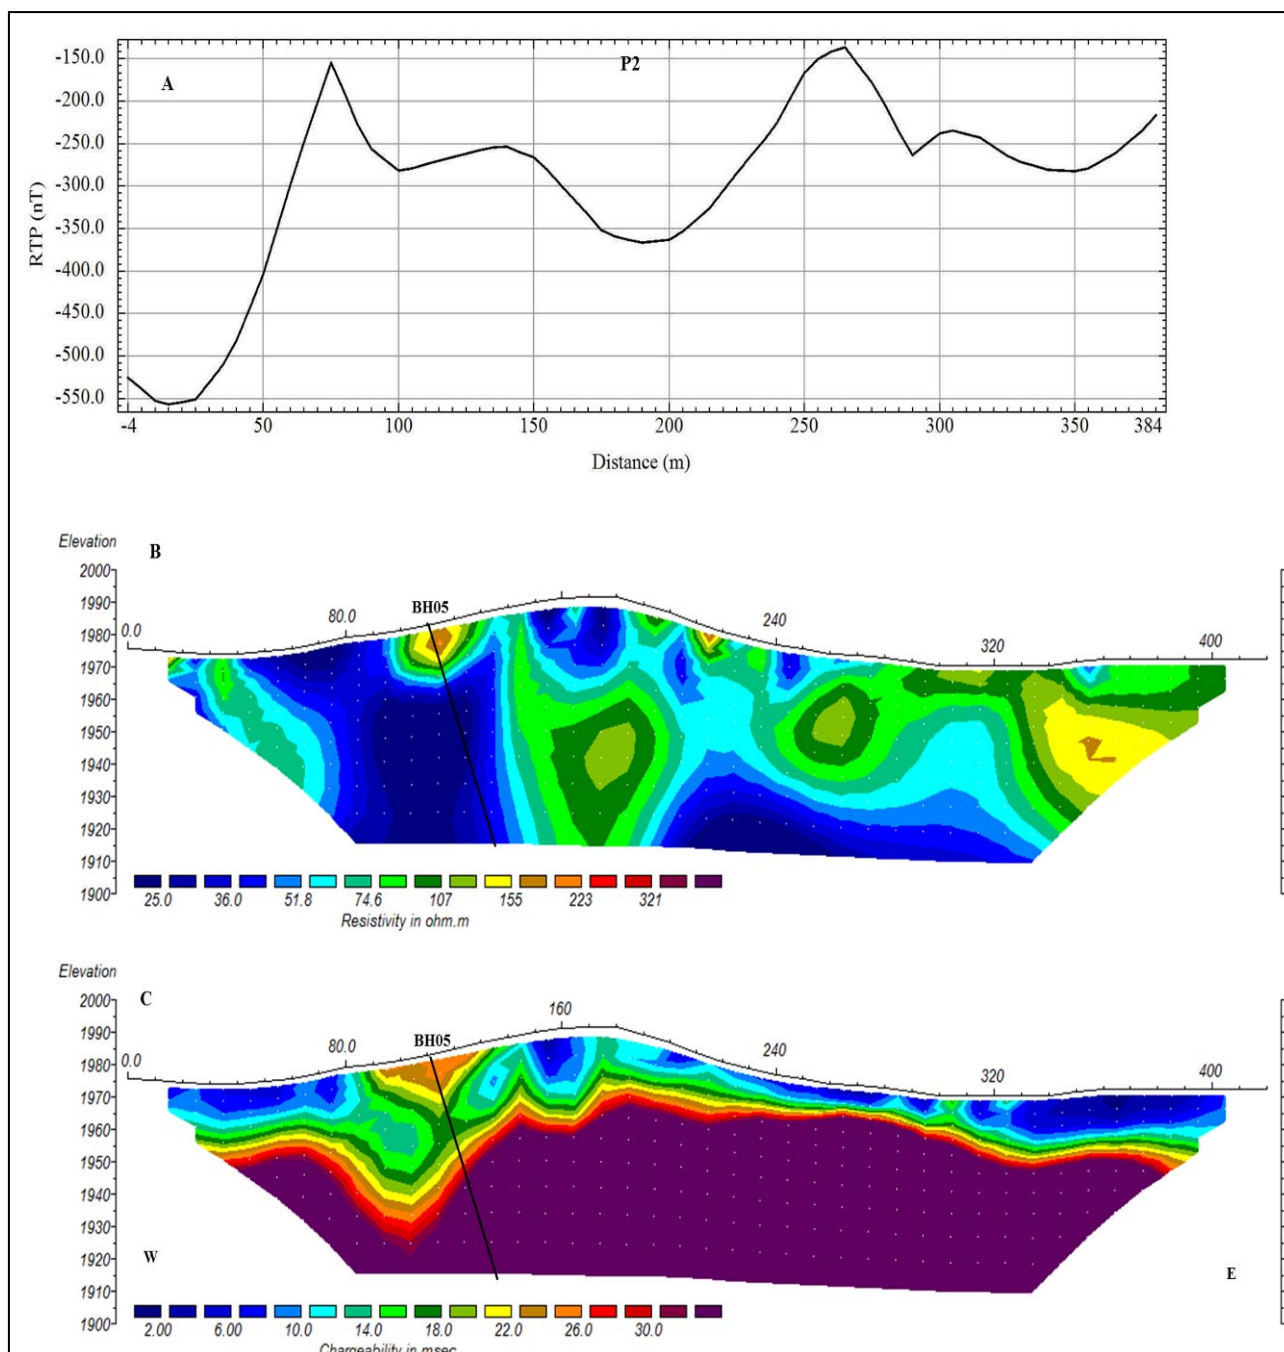 P2
A
-150.0
-200.0
-250.0
-300.0
-350.0
-400.0
-450.0
-500.0
-550.0
RTP (nT)
-4 50 100 150 200 250 300 350 384
Distance (m)
Elevation
B
2000
1990
1980
1970
1960
1950
1940
1930
1920
1910
1900
0.0 80.0 BH05 240 320 400
25.0 36.0 51.8 74.6 107 155 223 321
Resistivity in ohm.m
Elevation
C
2000
1990
1980
1970
1960
1950
1940
1930
1920
1910
1900
0.0 80.0 BH05 160 240 320 400
W E
2.00 6.00 10.0 14.0 18.0 22.0 26.0 30.0
Chargeability in msec